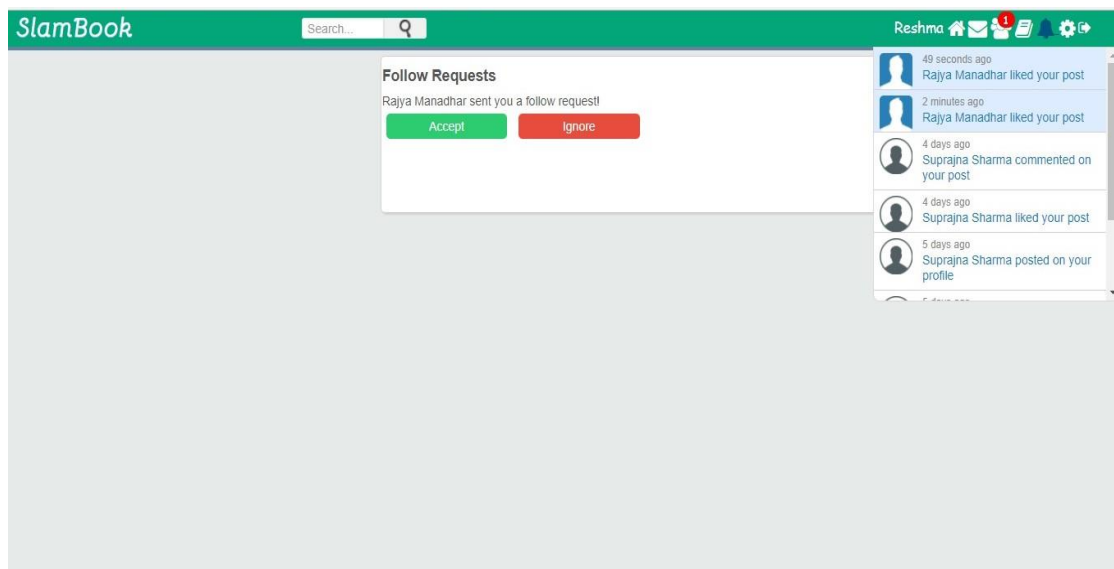 SlamBook
Search...
Reshma
1
Follow Requests
Rajya Manadhar sent you a follow request!
Accept
Ignore
49 seconds ago
Rajya Manadhar liked your post
2 minutes ago
Rajya Manadhar liked your post
4 days ago
Suprajna Sharma commented on
your post
4 days ago
Suprajna Sharma liked your post
5 days ago
Suprajna Sharma posted on your
profile